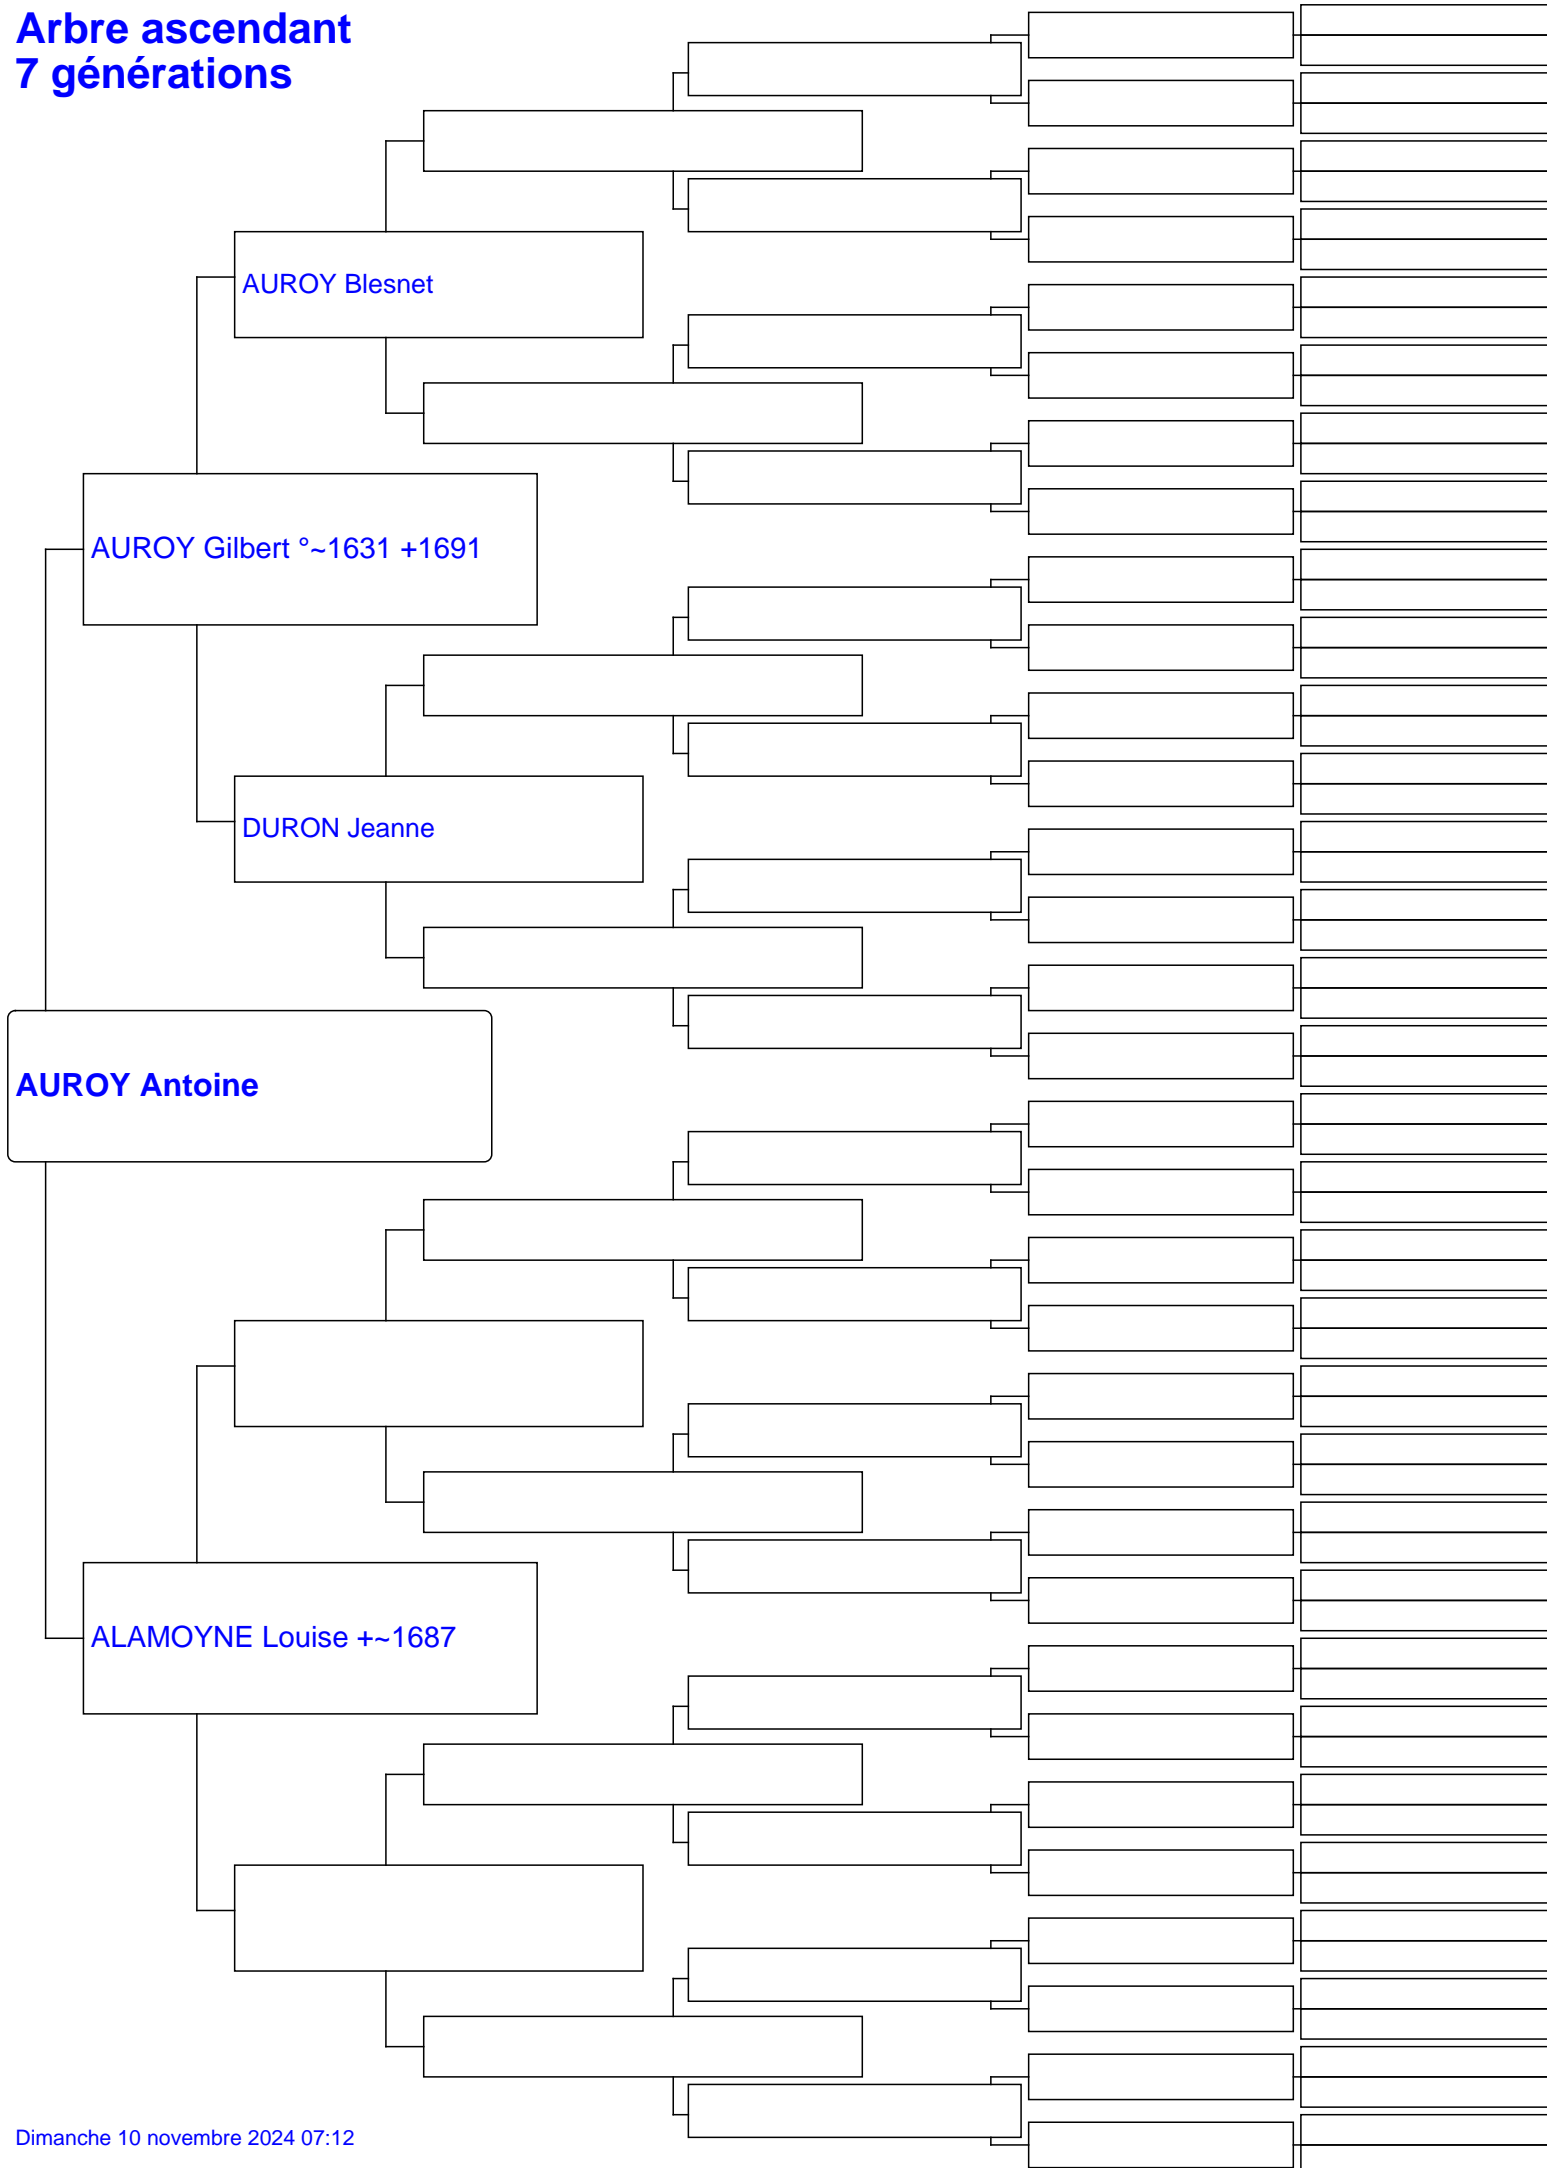 Arbre ascendant
7 générations
AUROY Blesnet
AUROY Gilbert °~1631 +1691
DURON Jeanne
AUROY Antoine
ALAMOYNE Louise +~1687
Dimanche 10 novembre 2024 07:12